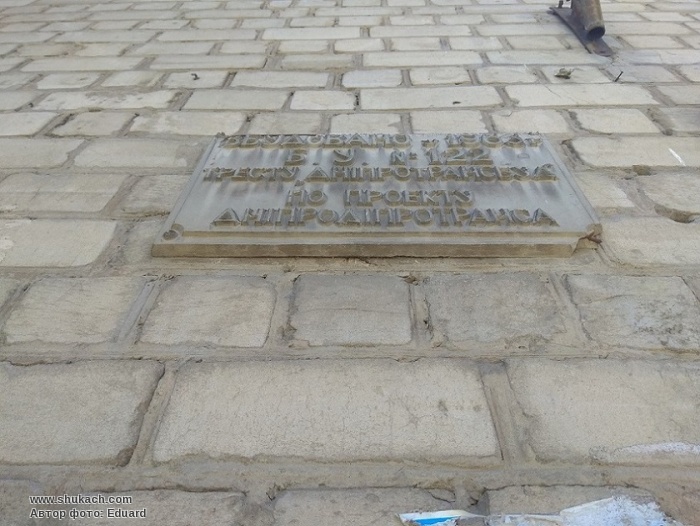 ЗБУДОВАНО
Б. У. № 122
ТРЕСТУ ДНІПРОТРАНСБУД
ПО ПРОЕКТУ
ДНІПРОДІПРОТРАНСА
www.shukach.com
Автор фото: Eduard